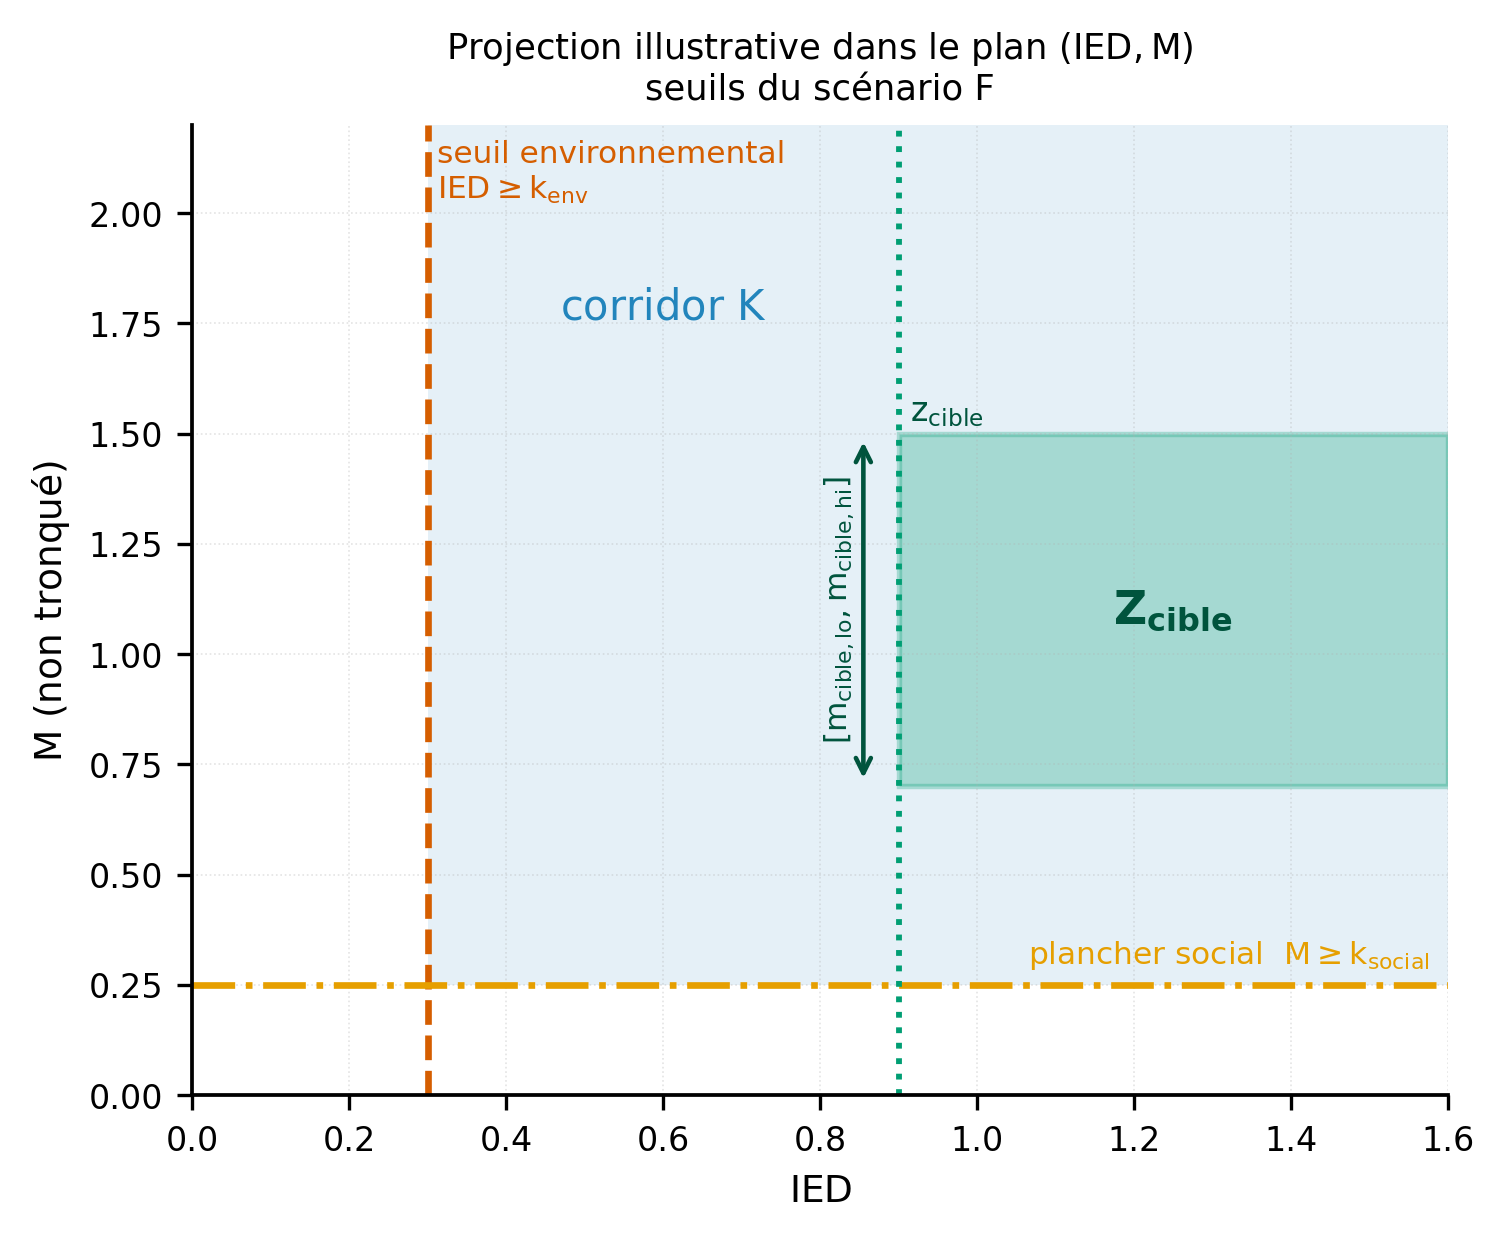 Projection illustrative dans le plan (IED, M)
seuils du scénario F
seuil environnemental
IED ≥ k_env
corridor K
z_cible
[m_cible, lo, m_cible, hi]
Z_cible
plancher social M ≥ k_social
M (non tronqué)
2.00
1.75
1.50
1.25
1.00
0.75
0.50
0.25
0.00
0.0 0.2 0.4 0.6 0.8 1.0 1.2 1.4 1.6
IED